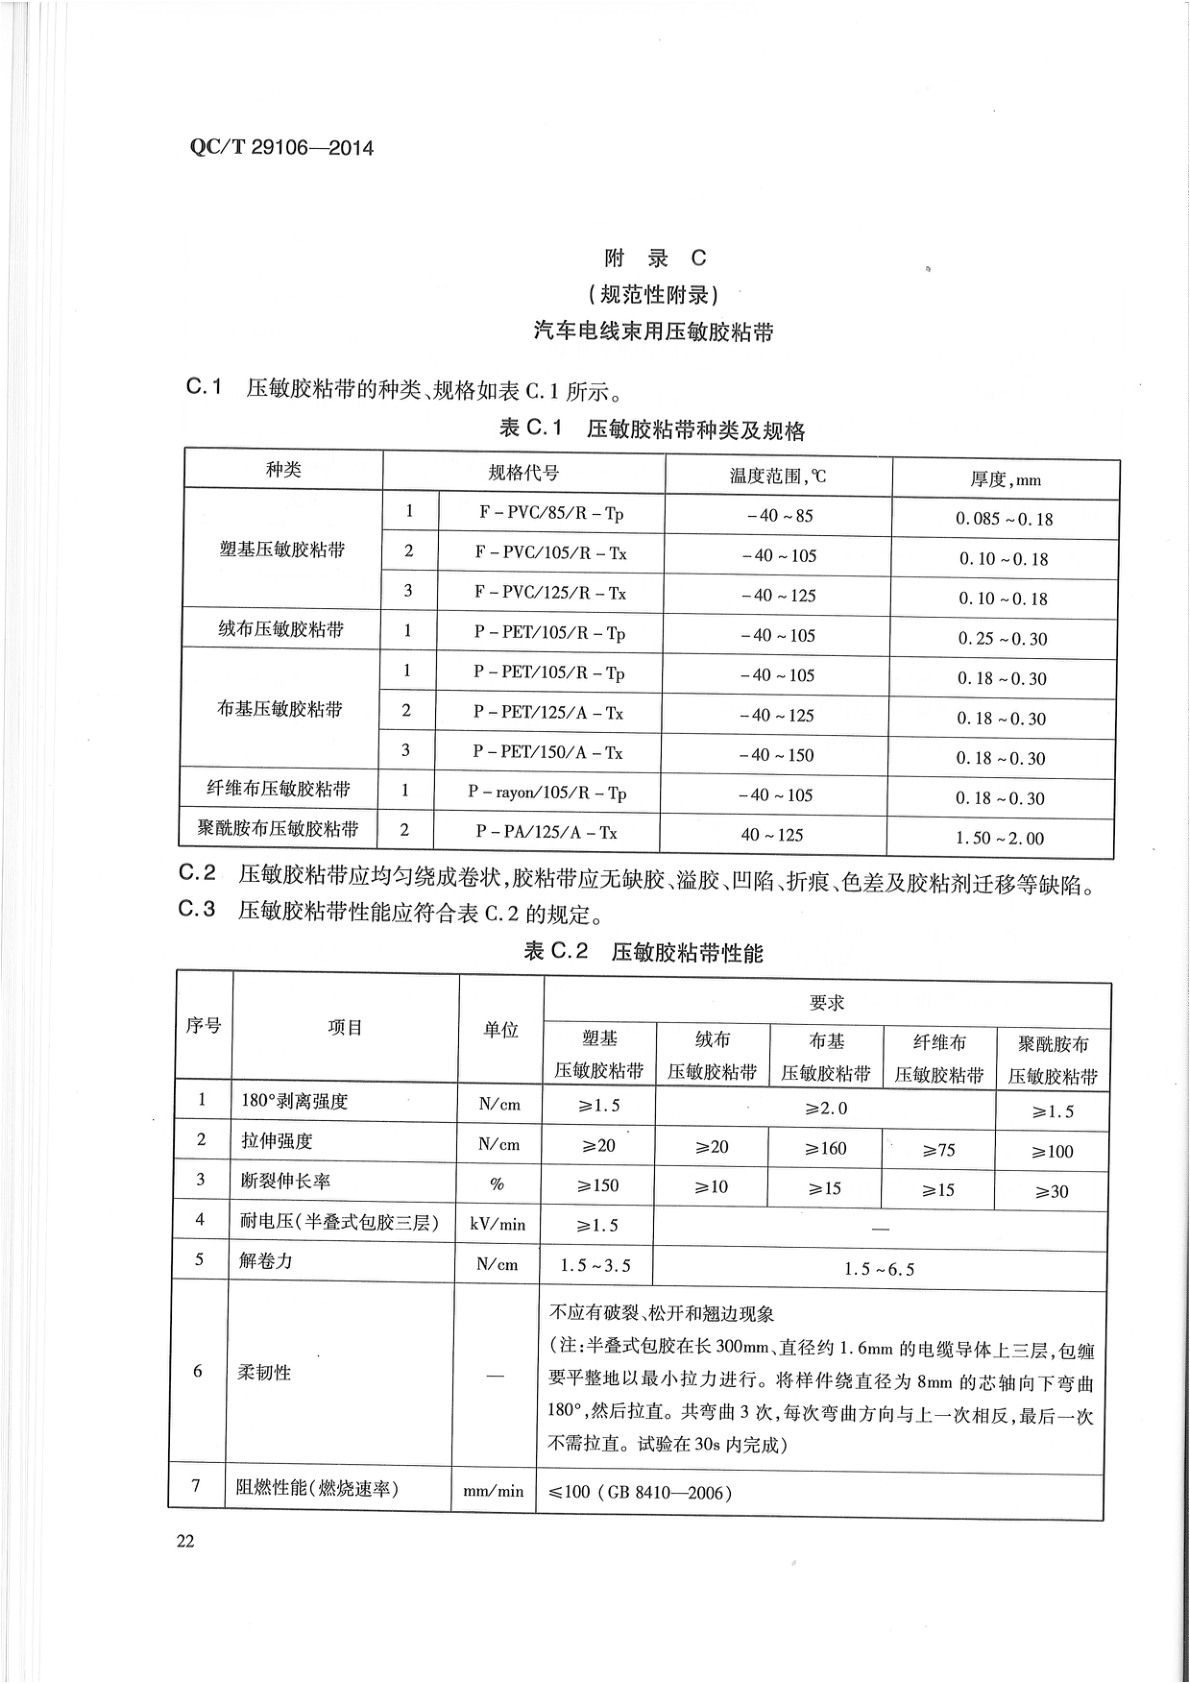 QC/T 29106—2014
附 录 C
(规范性附录)
汽车电线束用压敏胶粘带
C.1 压敏胶粘带的种类、规格如表 C.1 所示。
表 C.1 压敏胶粘带种类及规格
种类 规格代号 温度范围,℃ 厚度,mm
塑基压敏胶粘带
1 F-PVC/85/R-Tp -40~85 0.085~0.18
2 F-PVC/105/R-Tx -40~105 0.10~0.18
3 F-PVC/125/R-Tx -40~125 0.10~0.18
绒布压敏胶粘带 1 P-PET/105/R-Tp -40~105 0.25~0.30
布基压敏胶粘带
1 P-PET/105/R-Tp -40~105 0.18~0.30
2 P-PET/125/A-Tx -40~125 0.18~0.30
3 P-PET/150/A-Tx -40~150 0.18~0.30
纤维布压敏胶粘带 1 P-rayon/105/R-Tp -40~105 0.18~0.30
聚酰胺布压敏胶粘带 2 P-PA/125/A-Tx 40~125 1.50~2.00
C.2 压敏胶粘带应均匀绕成卷状,胶粘带应无缺胶、溢胶、凹陷、折痕、色差及胶粘剂迁移等缺陷。
C.3 压敏胶粘带性能应符合表 C.2 的规定。
表 C.2 压敏胶粘带性能
序号 项目 单位 要求
塑基 绒布 布基 纤维布 聚酰胺布
压敏胶粘带 压敏胶粘带 压敏胶粘带 压敏胶粘带 压敏胶粘带
1 180°剥离强度 N/cm ≥1.5 ≥2.0 ≥1.5
2 拉伸强度 N/cm ≥20 ≥20 ≥160 ≥75 ≥100
3 断裂伸长率 % ≥150 ≥10 ≥15 ≥15 ≥30
4 耐电压(半叠式包胶三层) kV/min ≥1.5 —
5 解卷力 N/cm 1.5~3.5 1.5~6.5
6 柔韧性 —
不应有破裂、松开和翘边现象
(注:半叠式包胶在长 300mm、直径约 1.6mm 的电缆导体上三层,包缠
要平整地以最小拉力进行。将样件绕直径为 8mm 的芯轴向下弯曲
180°,然后拉直。共弯曲 3 次,每次弯曲方向与上一次相反,最后一次
不需拉直。试验在 30s 内完成)
7 阻燃性能(燃烧速率) mm/min ≤100 (GB 8410—2006)
22